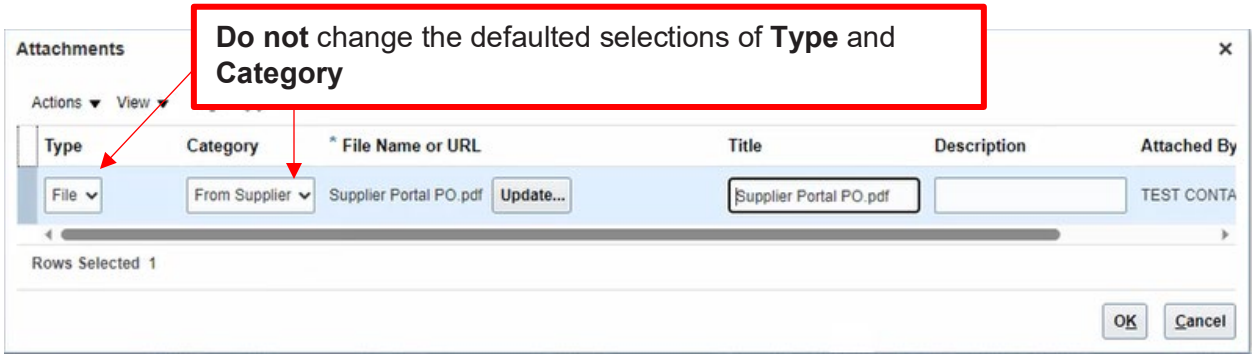 Do not change the defaulted selections of Type and
Category
Attachments
Actions View
Type Category * File Name or URL Title Description Attached By
File From Supplier Supplier Portal PO.pdf Update... Supplier Portal PO.pdf TEST CONTA
Rows Selected 1
OK Cancel